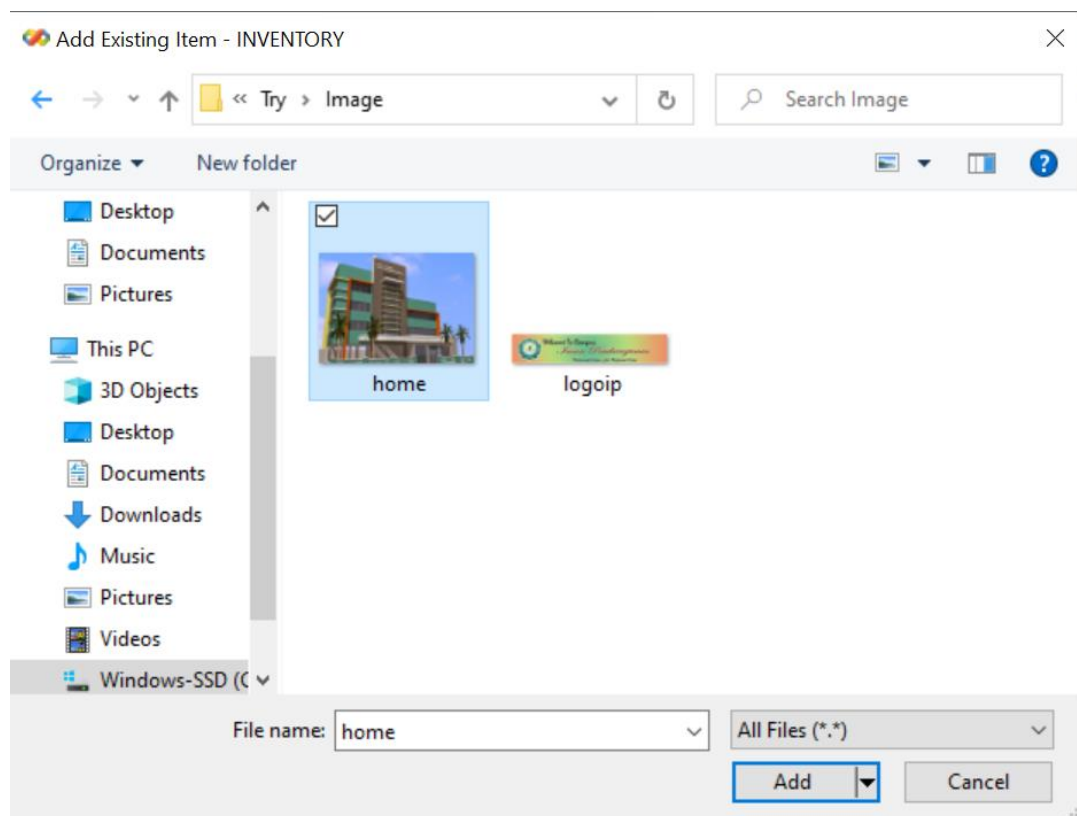 Add Existing Item - INVENTORY
« Try › Image
Search Image
Organize
New folder
Desktop
Documents
Pictures
This PC
3D Objects
Desktop
Documents
Downloads
Music
Pictures
Videos
Windows-SSD (C
home
logoip
File name: home
All Files (*.*)
Add
Cancel